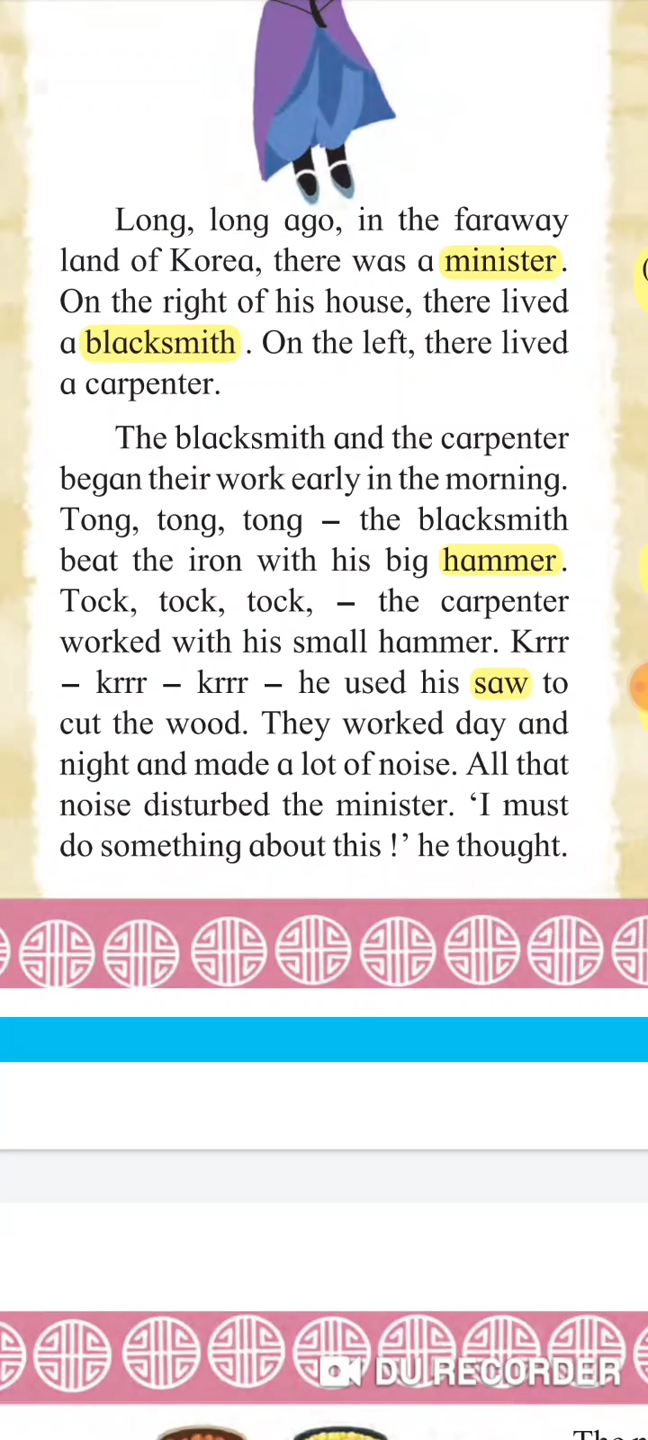 Long, long ago, in the faraway
land of Korea, there was a minister.
On the right of his house, there lived
a blacksmith . On the left, there lived
a carpenter.
The blacksmith and the carpenter
began their work early in the morning.
Tong, tong, tong – the blacksmith
beat the iron with his big hammer.
Tock, tock, tock, – the carpenter
worked with his small hammer. Krrr
– krrr – krrr – he used his saw to
cut the wood. They worked day and
night and made a lot of noise. All that
noise disturbed the minister. ‘I must
do something about this !’ he thought.
DU RECORDER